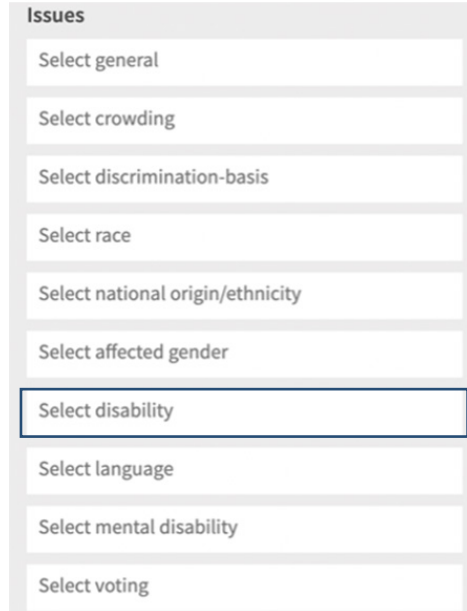 Issues
Select general
Select crowding
Select discrimination-basis
Select race
Select national origin/ethnicity
Select affected gender
Select disability
Select language
Select mental disability
Select voting